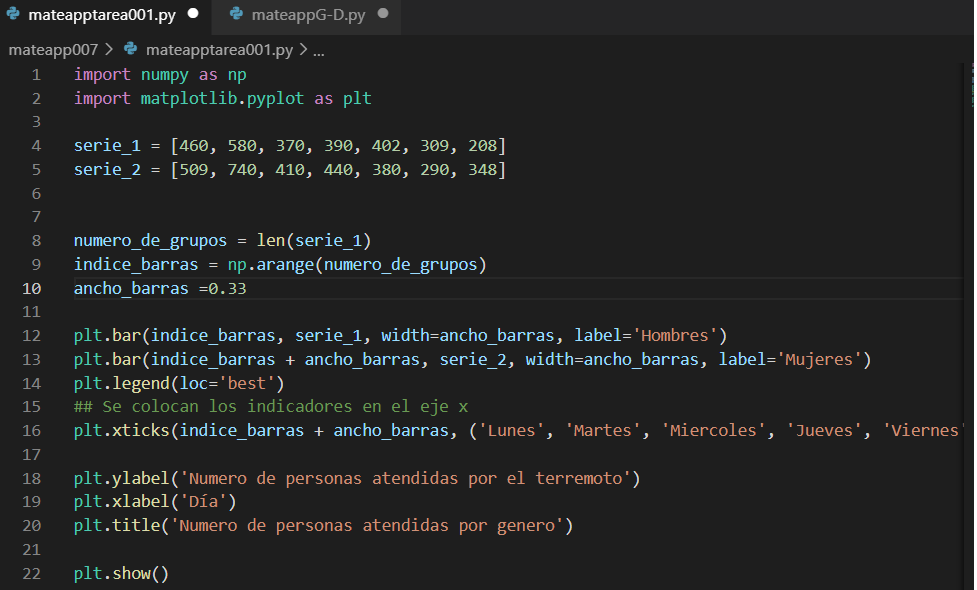 mateapptarea001.py
mateappG-D.py
mateapp007 > mateapptarea001.py > ...
1 import numpy as np
2 import matplotlib.pyplot as plt
3
4 serie_1 = [460, 580, 370, 390, 402, 309, 208]
5 serie_2 = [509, 740, 410, 440, 380, 290, 348]
6
7
8 numero_de_grupos = len(serie_1)
9 indice_barras = np.arange(numero_de_grupos)
10 ancho_barras =0.33
11
12 plt.bar(indice_barras, serie_1, width=ancho_barras, label='Hombres')
13 plt.bar(indice_barras + ancho_barras, serie_2, width=ancho_barras, label='Mujeres')
14 plt.legend(loc='best')
15 ## Se colocan los indicadores en el eje x
16 plt.xticks(indice_barras + ancho_barras, ('Lunes', 'Martes', 'Miercoles', 'Jueves', 'Viernes'
17
18 plt.ylabel('Numero de personas atendidas por el terremoto')
19 plt.xlabel('Día')
20 plt.title('Numero de personas atendidas por genero')
21
22 plt.show()